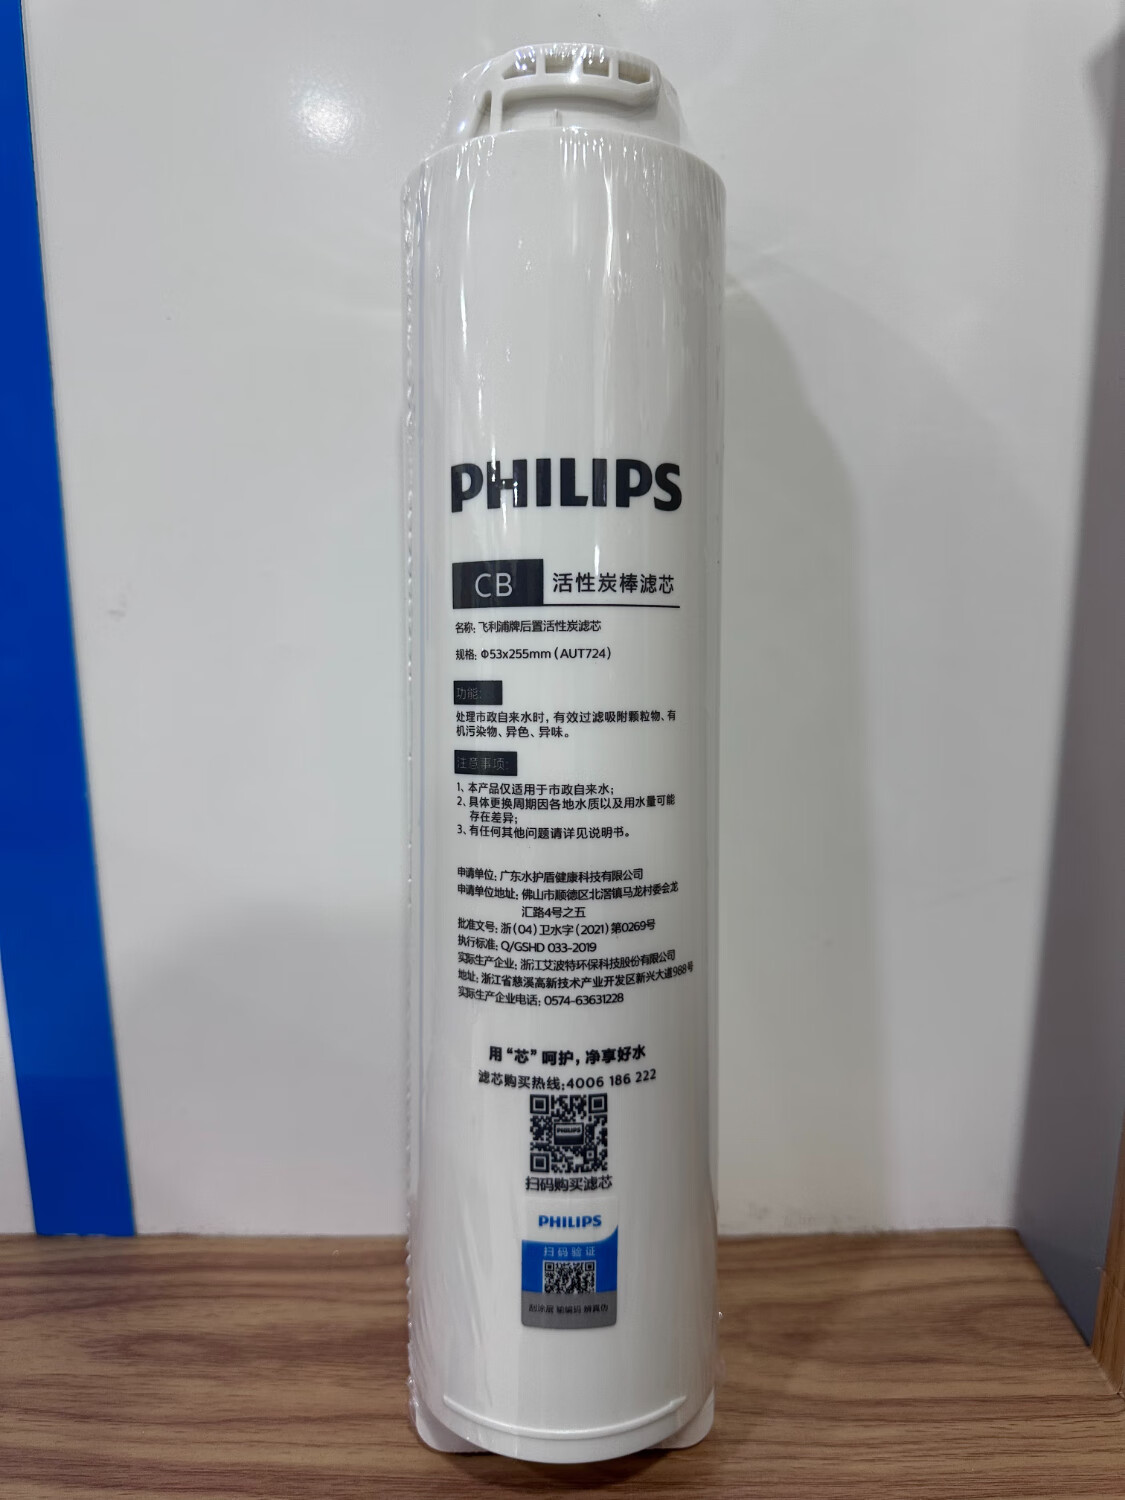 PHILIPS
CB 活性炭棒滤芯
名称: 飞利浦牌后置活性炭滤芯
规格: Φ53x255mm (AUT724)
功能:
处理市政自来水时, 有效过滤吸附颗粒物、有
机污染物、异色、异味。
注意事项:
1、本产品仅适用于市政自来水;
2、具体更换周期因各地水质以及用水量可能
存在差异;
3、有任何其他问题请详见说明书。
申请单位: 广东水护盾健康科技有限公司
申请单位地址: 佛山市顺德区北滘镇马龙村委会龙
汇路4号之五
批准文号: 浙 (04) 卫水字 (2021) 第0269号
执行标准: Q/GSHD 033-2019
实际生产企业: 浙江艾波特环保科技股份有限公司
地址: 浙江省慈溪高新技术产业开发区新兴大道988号
实际生产企业电话: 0574-63631228
用“芯”呵护, 净享好水
滤芯购买热线: 4006 186 222
PHILIPS
扫码购买滤芯
PHILIPS
扫码验证
刮涂层 输编码 辨真伪